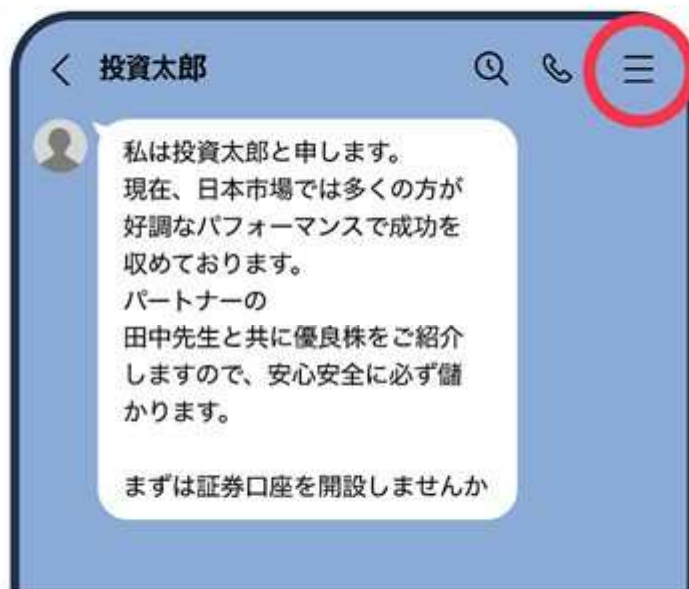 投資太郎
私は投資太郎と申します。
現在、日本市場では多くの方が
好調なパフォーマンスで成功を
収めております。
パートナーの
田中先生と共に優良株をご紹介
しますので、安心安全に必ず儲
かります。
まずは証券口座を開設しませんか